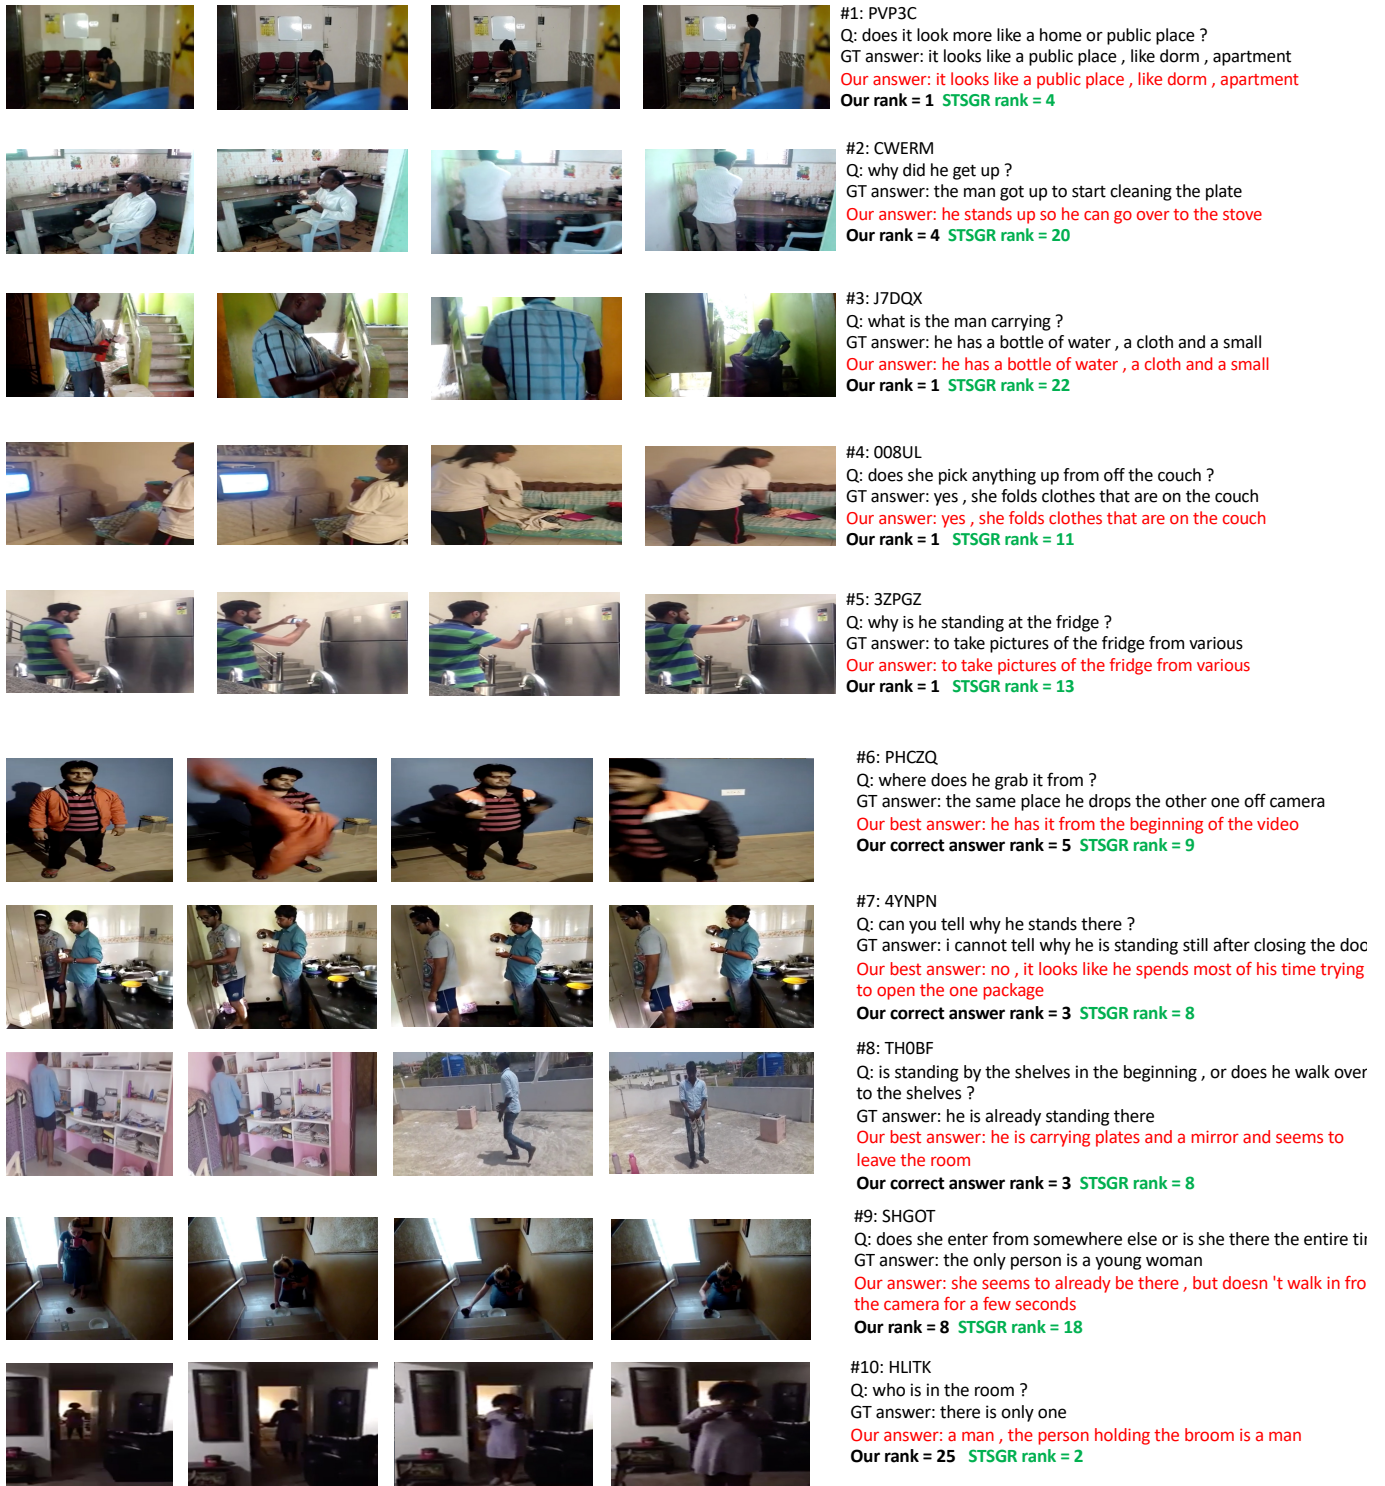 #1: PVP3C
Q: does it look more like a home or public place ?
GT answer: it looks like a public place , like dorm , apartment
Our answer: it looks like a public place , like dorm , apartment
Our rank = 1 STSGR rank = 4
#2: CWERM
Q: why did he get up ?
GT answer: the man got up to start cleaning the plate
Our answer: he stands up so he can go over to the stove
Our rank = 4 STSGR rank = 20
#3: J7DQX
Q: what is the man carrying ?
GT answer: he has a bottle of water , a cloth and a small
Our answer: he has a bottle of water , a cloth and a small
Our rank = 1 STSGR rank = 22
#4: 008UL
Q: does she pick anything up from off the couch ?
GT answer: yes , she folds clothes that are on the couch
Our answer: yes , she folds clothes that are on the couch
Our rank = 1 STSGR rank = 11
#5: 3ZPGZ
Q: why is he standing at the fridge ?
GT answer: to take pictures of the fridge from various
Our answer: to take pictures of the fridge from various
Our rank = 1 STSGR rank = 13
#6: PHCZQ
Q: where does he grab it from ?
GT answer: the same place he drops the other one off camera
Our best answer: he has it from the beginning of the video
Our correct answer rank = 5 STSGR rank = 9
#7: 4YNPN
Q: can you tell why he stands there ?
GT answer: i cannot tell why he is standing still after closing the doo
Our best answer: no , it looks like he spends most of his time trying
to open the one package
Our correct answer rank = 3 STSGR rank = 8
#8: TH0BF
Q: is standing by the shelves in the beginning , or does he walk over
to the shelves ?
GT answer: he is already standing there
Our best answer: he is carrying plates and a mirror and seems to
leave the room
Our correct answer rank = 3 STSGR rank = 8
#9: SHGOT
Q: does she enter from somewhere else or is she there the entire ti
GT answer: the only person is a young woman
Our answer: she seems to already be there , but doesn 't walk in fro
the camera for a few seconds
Our rank = 8 STSGR rank = 18
#10: HLITK
Q: who is in the room ?
GT answer: there is only one
Our answer: a man , the person holding the broom is a man
Our rank = 25 STSGR rank = 2